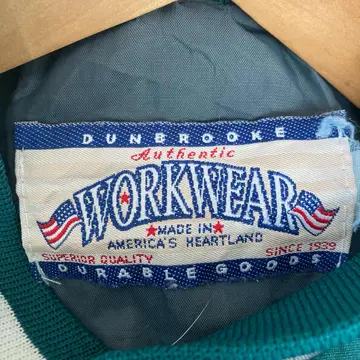 DUNBROOKE
Authentic
WORKWEAR
MADE IN
AMERICA'S HEARTLAND
SUPERIOR QUALITY SINCE 1939
DURABLE GOODS